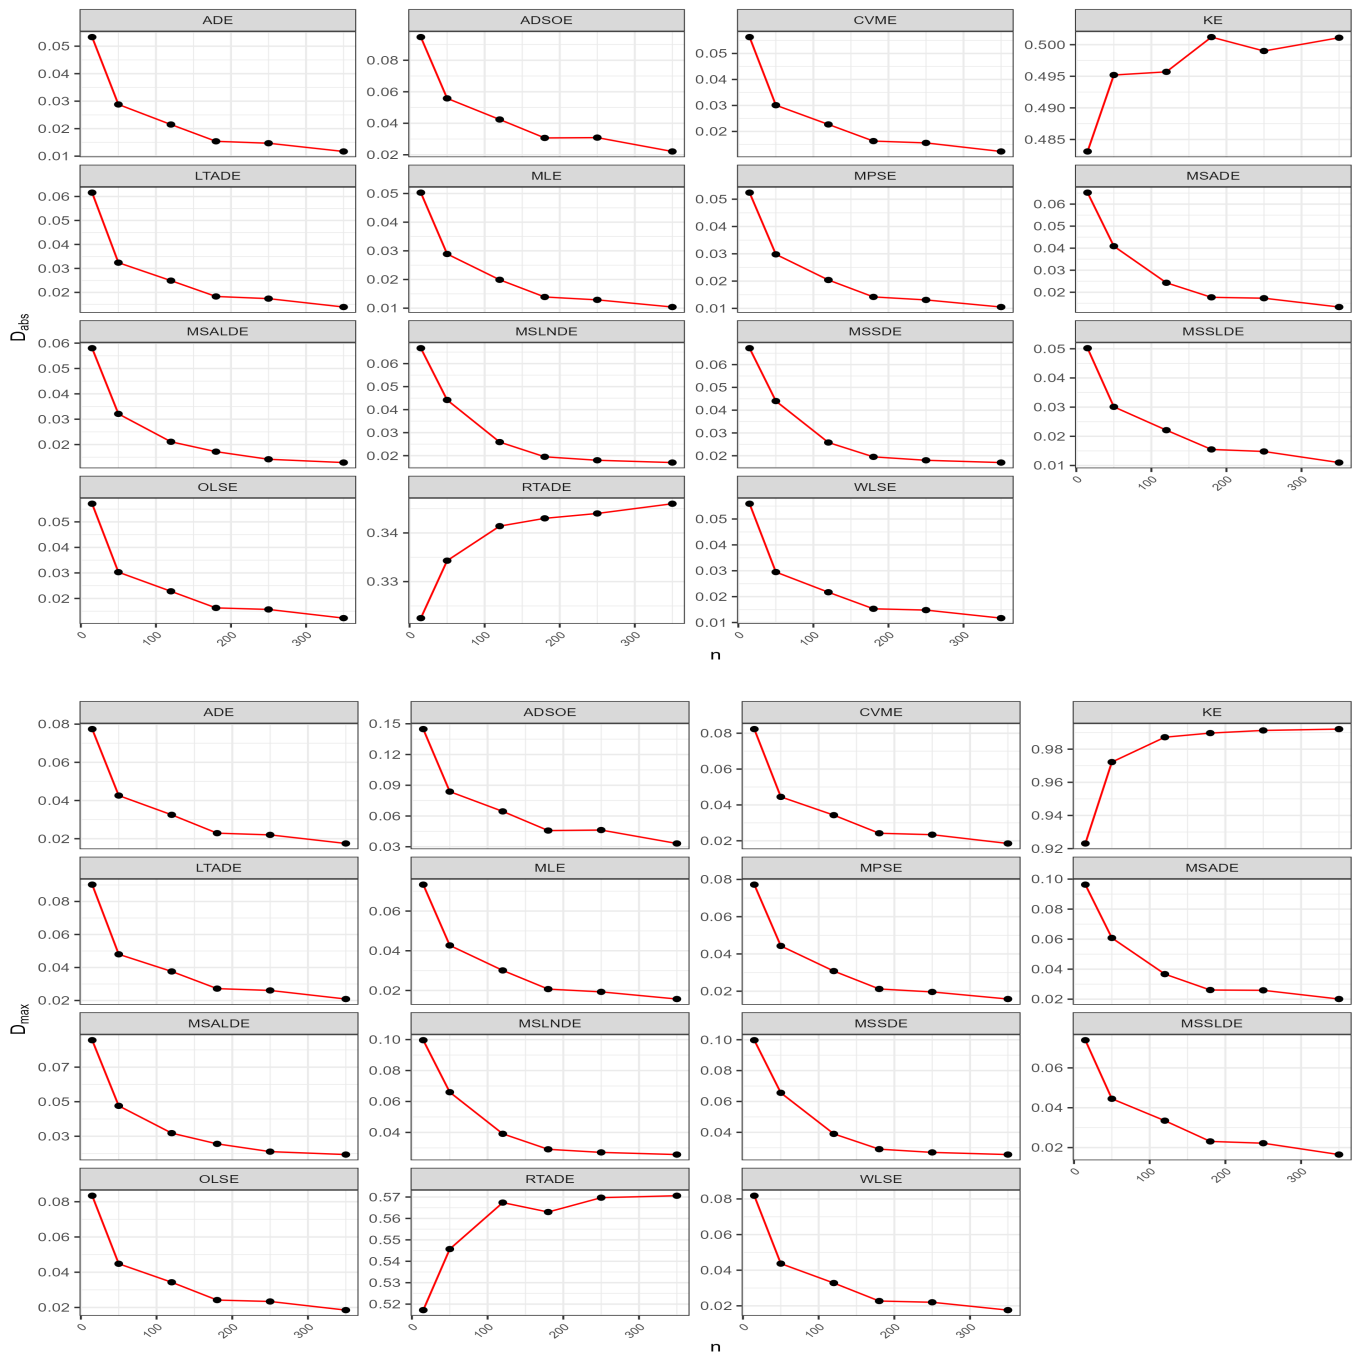 ADE ADSOE CVME KE
0.05 0.08 0.05 0.500
0.04 0.06 0.04 0.495
0.03 0.04 0.03 0.490
0.02 0.02 0.02 0.485
0.01
LTADE MLE MPSE MSADE
0.06 0.05 0.05 0.06
0.05 0.04 0.04 0.05
0.04 0.03 0.03 0.04
0.03 0.02 0.02 0.03
0.02 0.01 0.01 0.02
Dabs
MSALDE MSLNDE MSSDE MSSLDE
0.06 0.06 0.06 0.05
0.05 0.05 0.05 0.04
0.04 0.04 0.04 0.03
0.03 0.03 0.03 0.02
0.02 0.02 0.02 0.01
0 100 200 300
OLSE RTADE WLSE
0.05 0.34 0.05
0.04 0.33 0.04
0.03 0.03
0.02 0.02
0.01
0 100 200 300 0 100 200 300 0 100 200 300
n
ADE ADSOE CVME KE
0.08 0.15 0.08 0.98
0.06 0.12 0.06 0.96
0.04 0.09 0.04 0.94
0.02 0.06 0.02 0.92
0.03
LTADE MLE MPSE MSADE
0.08 0.06 0.08 0.10
0.06 0.04 0.06 0.08
0.04 0.02 0.04 0.06
0.02 0.02 0.04
0.02
Dmax
MSALDE MSLNDE MSSDE MSSLDE
0.07 0.10 0.10 0.06
0.05 0.08 0.08 0.04
0.03 0.06 0.06 0.02
0.04 0.04
0 100 200 300
OLSE RTADE WLSE
0.08 0.57 0.08
0.06 0.56 0.06
0.04 0.55 0.04
0.02 0.54 0.02
0.53
0.52
0 100 200 300 0 100 200 300 0 100 200 300
n